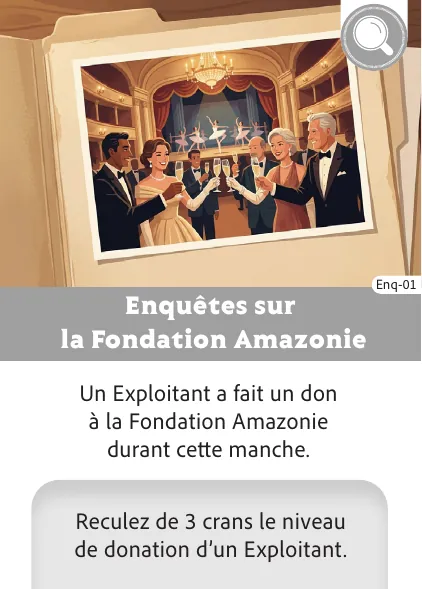 Enq-01
Enquêtes sur
la Fondation Amazonie
Un Exploitant a fait un don
à la Fondation Amazonie
durant cette manche.
Reculez de 3 crans le niveau
de donation d’un Exploitant.